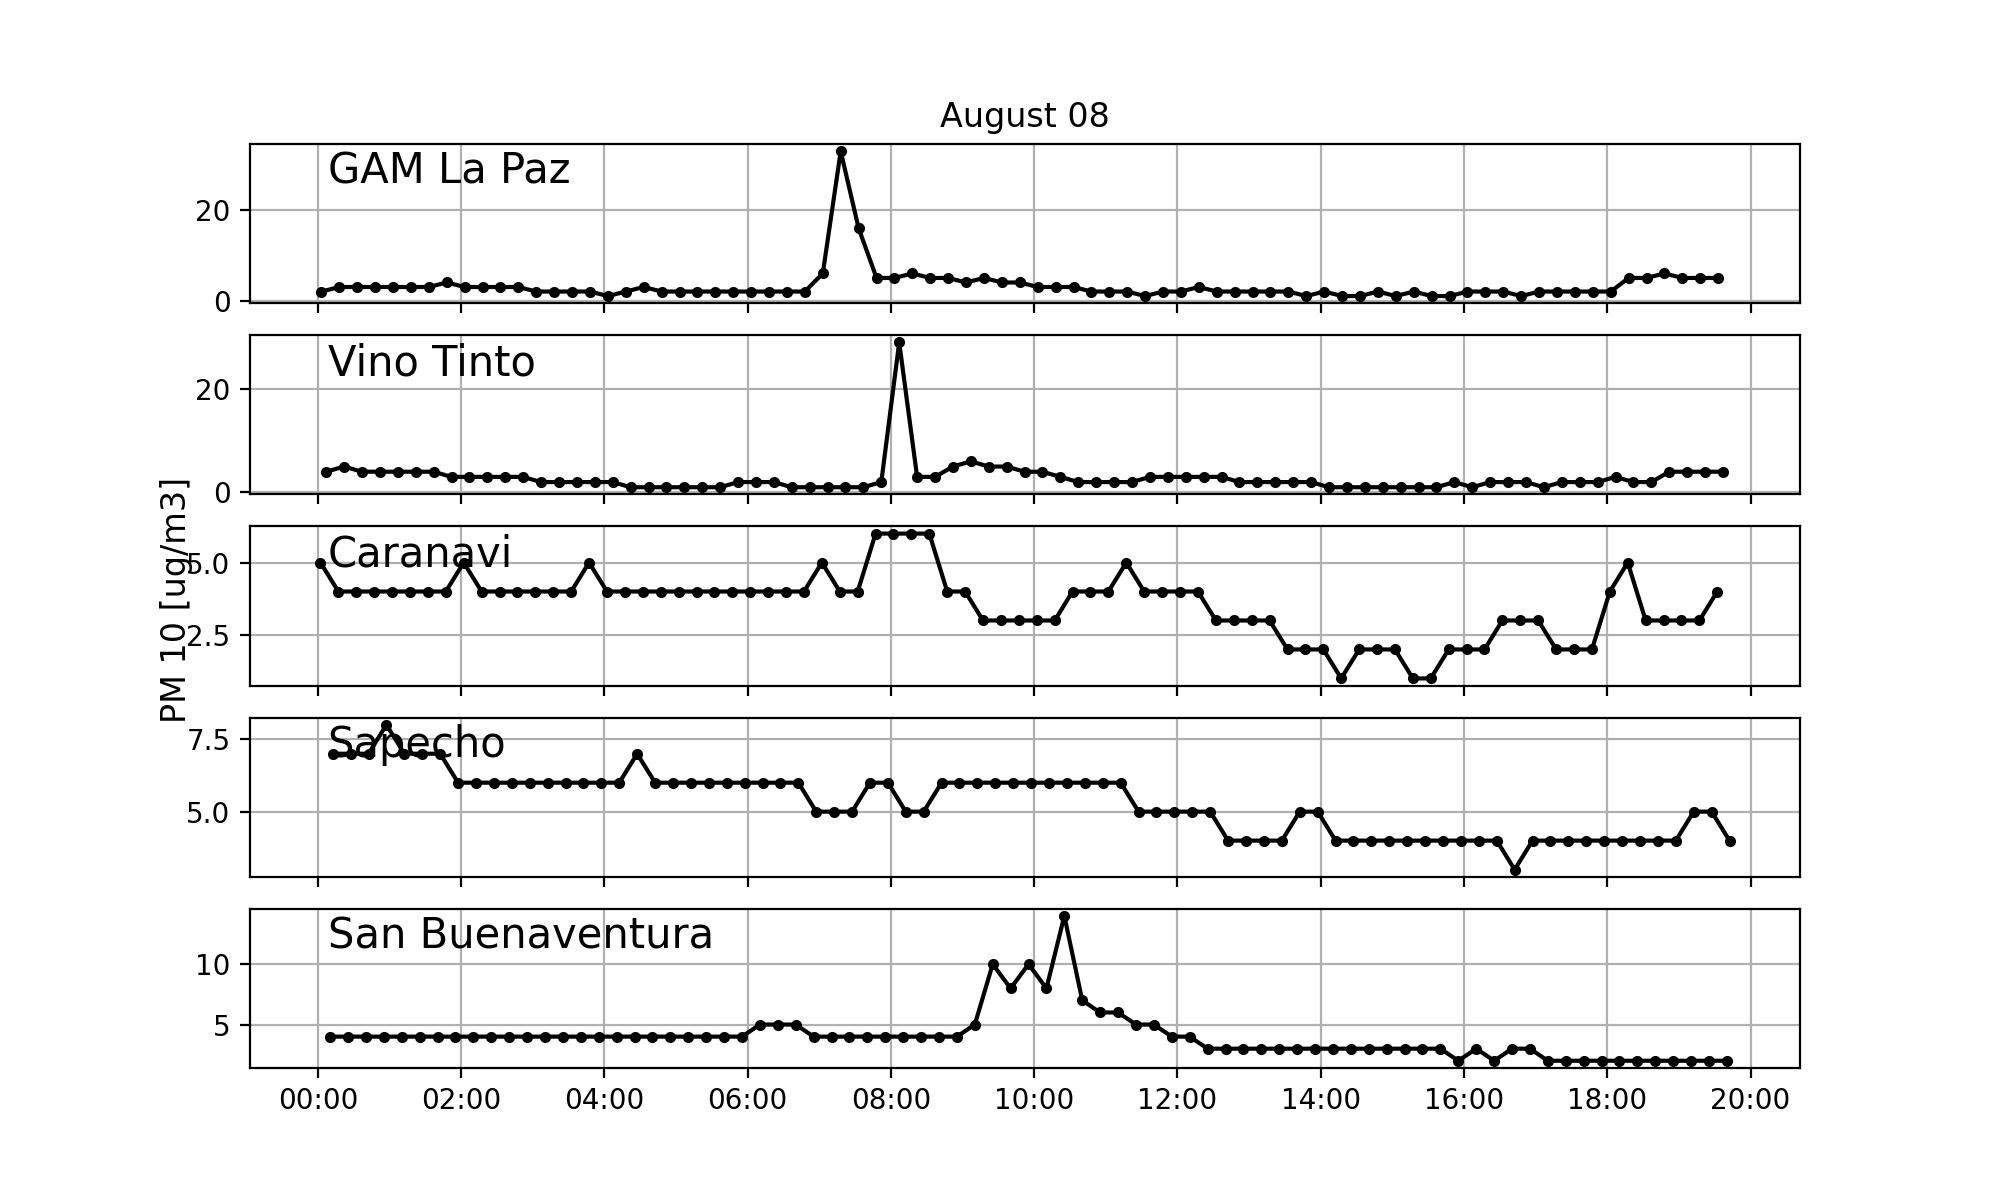 August 08
GAM La Paz
20
0
Vino Tinto
20
0
PM 10 [ug/m3]
Caranavi
5.0
2.5
Sapecho
7.5
5.0
San Buenaventura
10
5
00:00 02:00 04:00 06:00 08:00 10:00 12:00 14:00 16:00 18:00 20:00